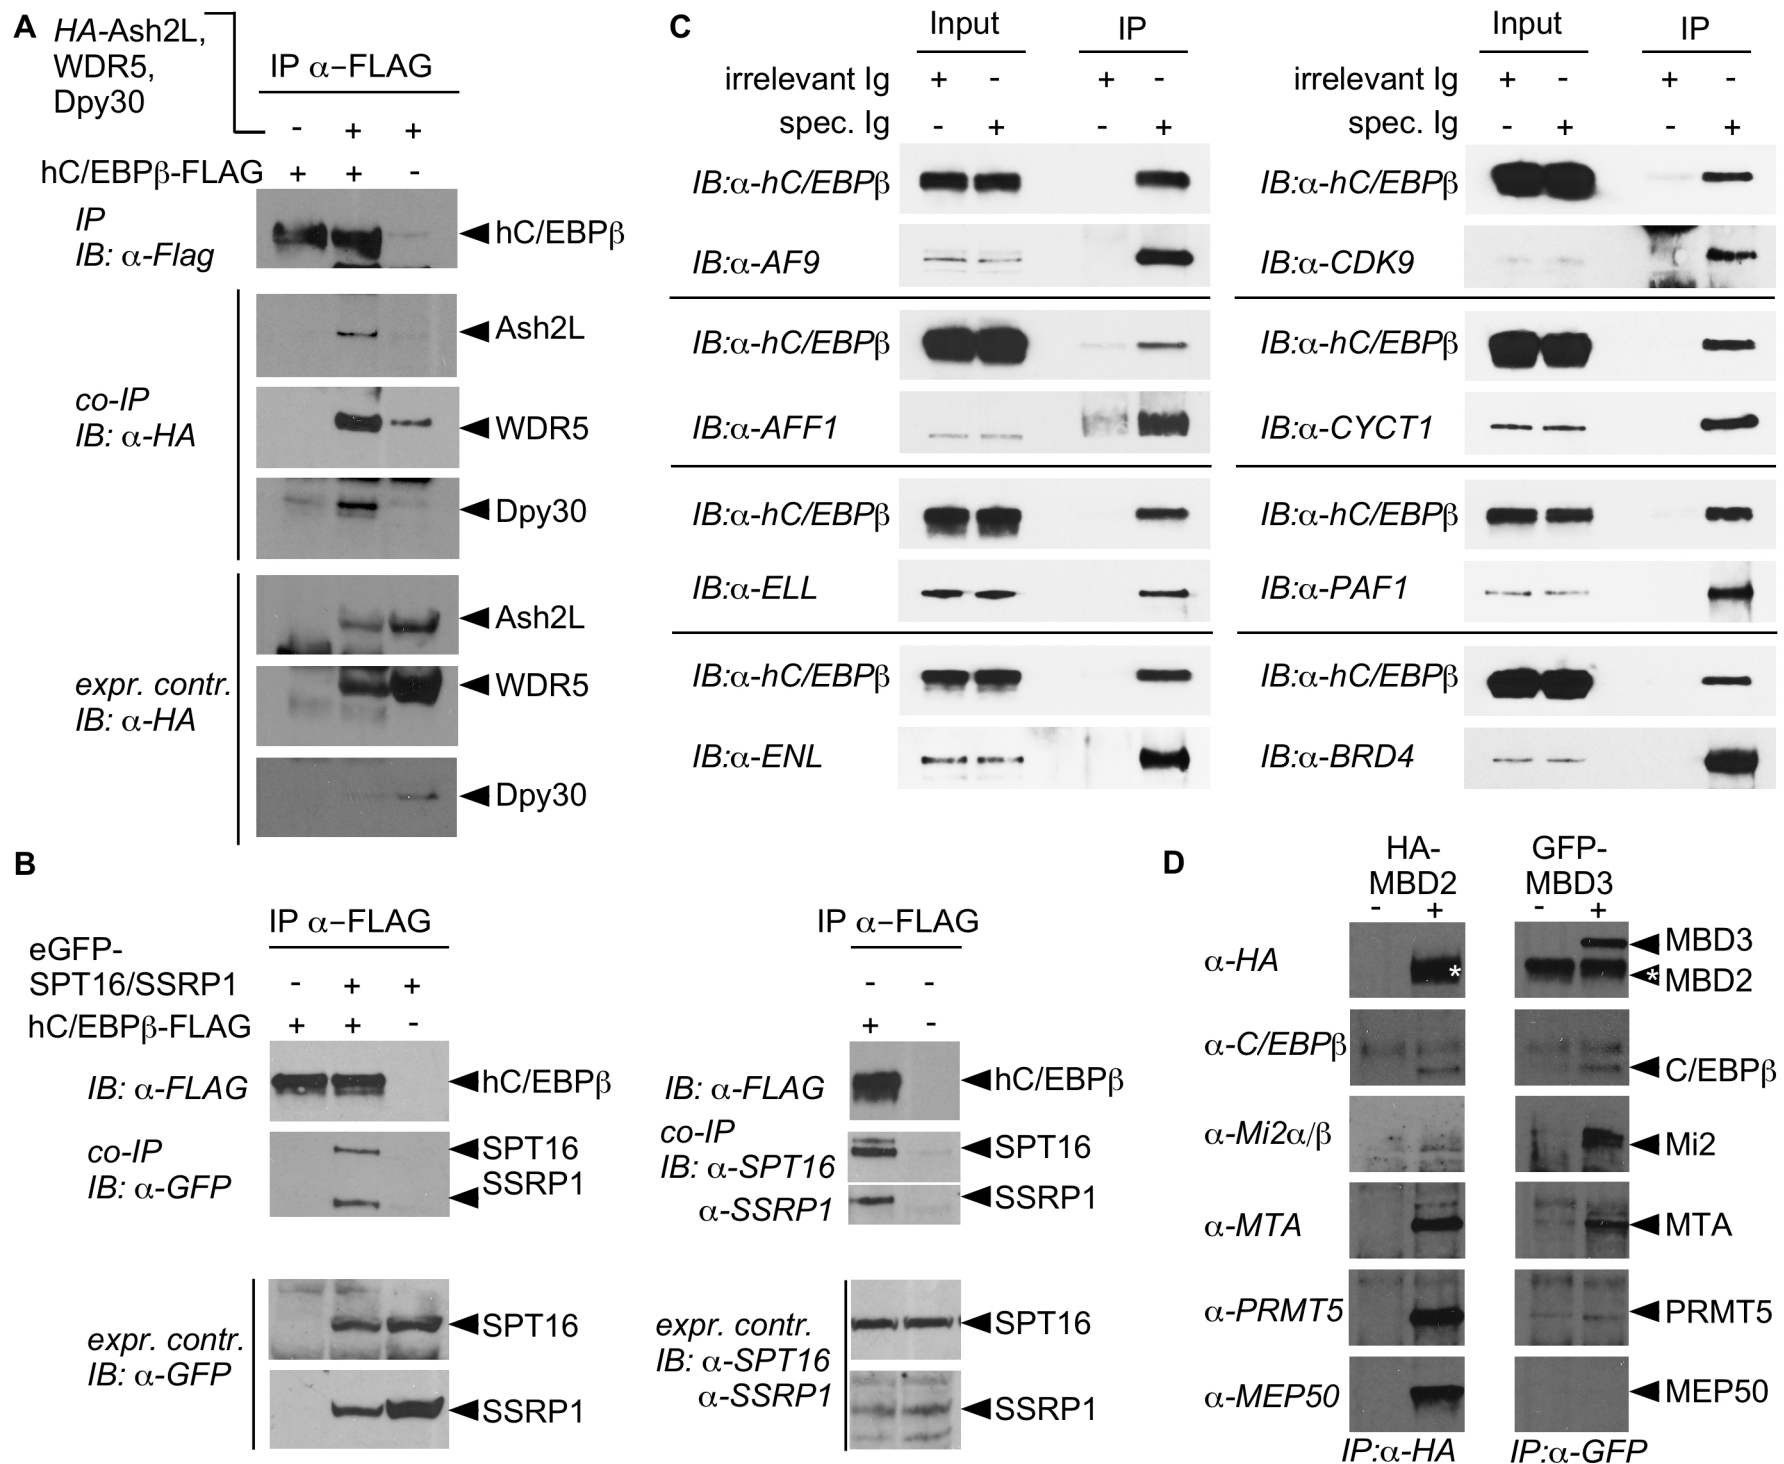 A
HA-Ash2L,
WDR5,
Dpy30
IP α–FLAG
- + +
hC/EBPβ-FLAG + + -
IP
IB: α-Flag
hC/EBPβ
Ash2L
co-IP
IB: α-HA
WDR5
Dpy30
Ash2L
expr. contr.
IB: α-HA
WDR5
Dpy30
B
IP α–FLAG
eGFP-
SPT16/SSRP1 - + +
hC/EBPβ-FLAG + + -
IB: α-FLAG
hC/EBPβ
co-IP
IB: α-GFP
SPT16
SSRP1
expr. contr.
IB: α-GFP
SPT16
SSRP1
IP α–FLAG
- -
+ -
IB: α-FLAG
hC/EBPβ
co-IP
IB: α-SPT16
SPT16
α-SSRP1
SSRP1
expr. contr.
IB: α-SPT16
α-SSRP1
SPT16
SSRP1
C
Input IP
irrelevant Ig + - + -
spec. Ig - + - +
IB:α-hC/EBPβ
IB:α-AF9
IB:α-hC/EBPβ
IB:α-AFF1
IB:α-hC/EBPβ
IB:α-ELL
IB:α-hC/EBPβ
IB:α-ENL
Input IP
irrelevant Ig + - + -
spec. Ig - + - +
IB:α-hC/EBPβ
IB:α-CDK9
IB:α-hC/EBPβ
IB:α-CYCT1
IB:α-hC/EBPβ
IB:α-PAF1
IB:α-hC/EBPβ
IB:α-BRD4
D
HA-
MBD2
- +
GFP-
MBD3
- +
α-HA
*
MBD3
* MBD2
α-C/EBPβ
C/EBPβ
α-Mi2α/β
Mi2
α-MTA
MTA
α-PRMT5
PRMT5
α-MEP50
MEP50
IP:α-HA
IP:α-GFP